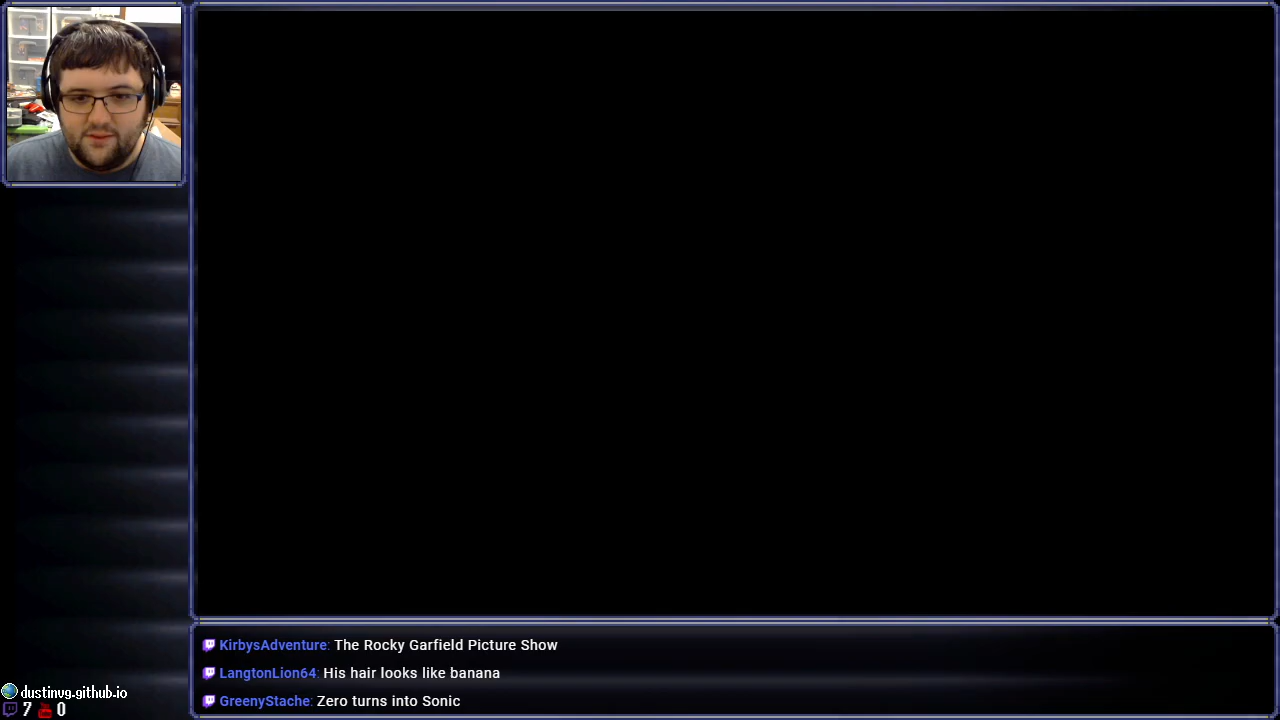 KirbysAdventure: The Rocky Garfield Picture Show
LangtonLion64: His hair looks like banana
GreenyStache: Zero turns into Sonic
dustinvg.github.io
7 0